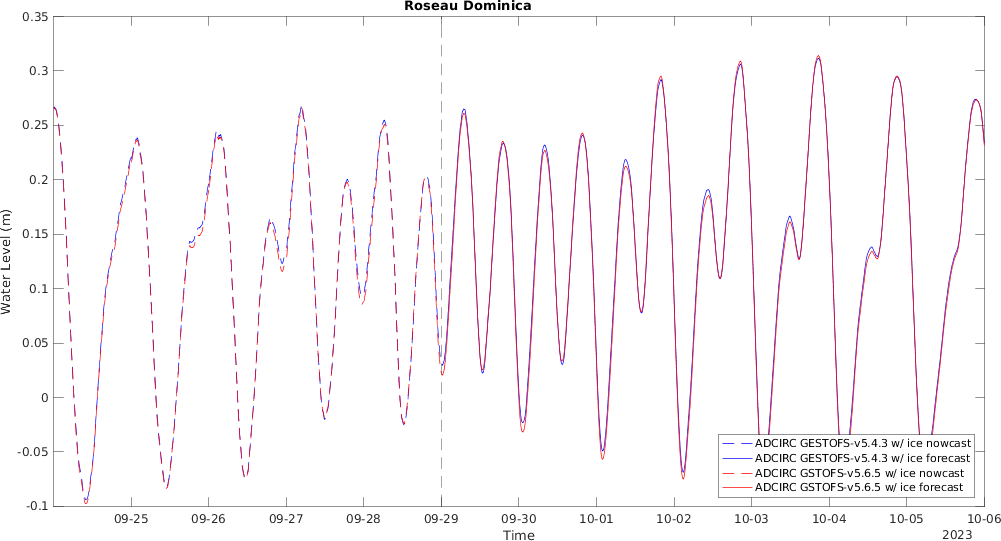 Roseau Dominica
0.35
0.3
0.25
0.2
0.15
0.1
0.05
0
-0.05
-0.1
Water Level (m)
ADCIRC GESTOFS-v5.4.3 w/ ice nowcast
ADCIRC GESTOFS-v5.4.3 w/ ice forecast
ADCIRC GSTOFS-v5.6.5 w/ ice nowcast
ADCIRC GSTOFS-v5.6.5 w/ ice forecast
09-25 09-26 09-27 09-28 09-29 09-30 10-01 10-02 10-03 10-04 10-05 10-06
Time
2023